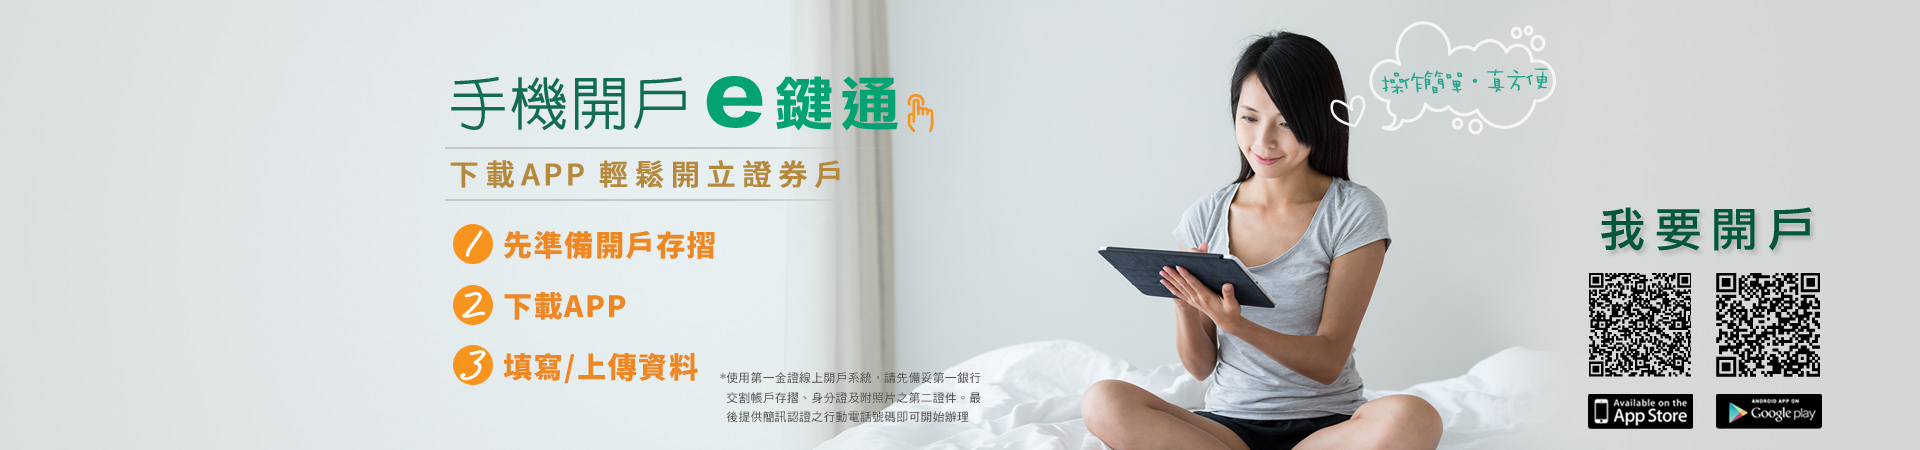 手機開戶 e鍵通
下載APP 輕鬆開立證券戶
1 先準備開戶存摺
2 下載APP
3 填寫/上傳資料
*使用第一金證線上開戶系統，請先備妥第一銀行
交割帳戶存摺、身分證及附照片之第二證件。最
後提供簡訊認證之行動電話號碼即可開始辦理
操作簡單・真方便
我要開戶
Available on the
App Store
ANDROID APP ON
Google play